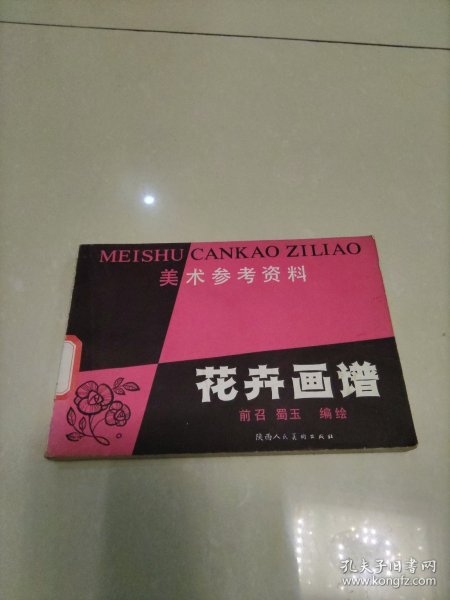 MEISHU CANKAO ZILIAO
美术参考资料
花卉画谱
前召 蜀玉 编绘
陕西人民美术出版社
孔夫子旧书网
www.kongfz.com